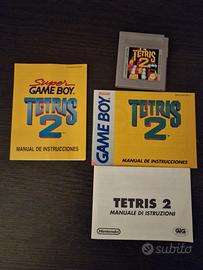 TETRIS
2
Super
GAME BOY
TETRIS
2
MANUAL DE INSTRUCCIONES
GAME BOY
TETRIS
2
MANUAL DE INSTRUCCIONES
TETRIS 2
MANUALE DI ISTRUZIONI
Nintendo
GIG
subito